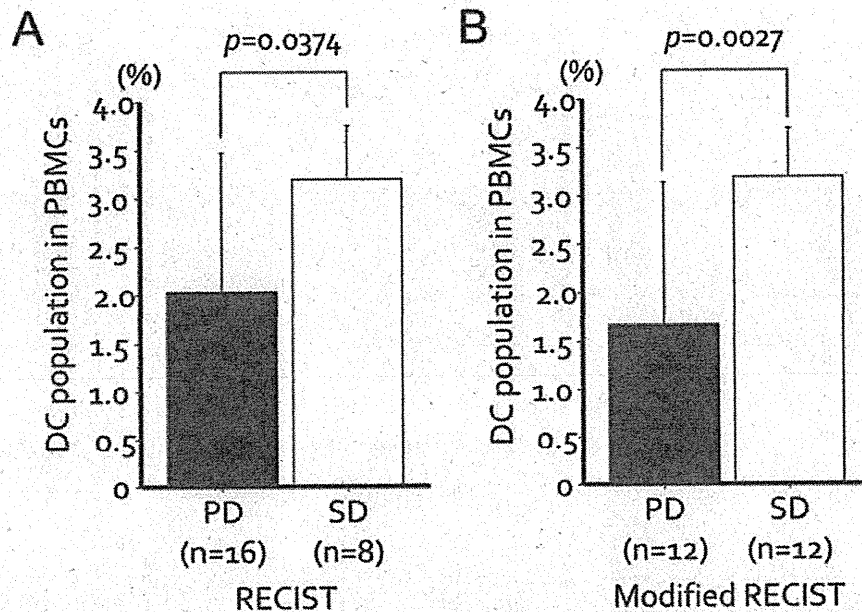 A
p=0.0374
(%)
DC population in PBMCs
4.0
3.5
3.0
2.5
2.0
1.5
1.0
0.5
0
PD
SD
(n=16)
(n=8)
RECIST
B
p=0.0027
(%)
DC population in PBMCs
4.0
3.5
3.0
2.5
2.0
1.5
1.0
0.5
0
PD
SD
(n=12)
(n=12)
Modified RECIST